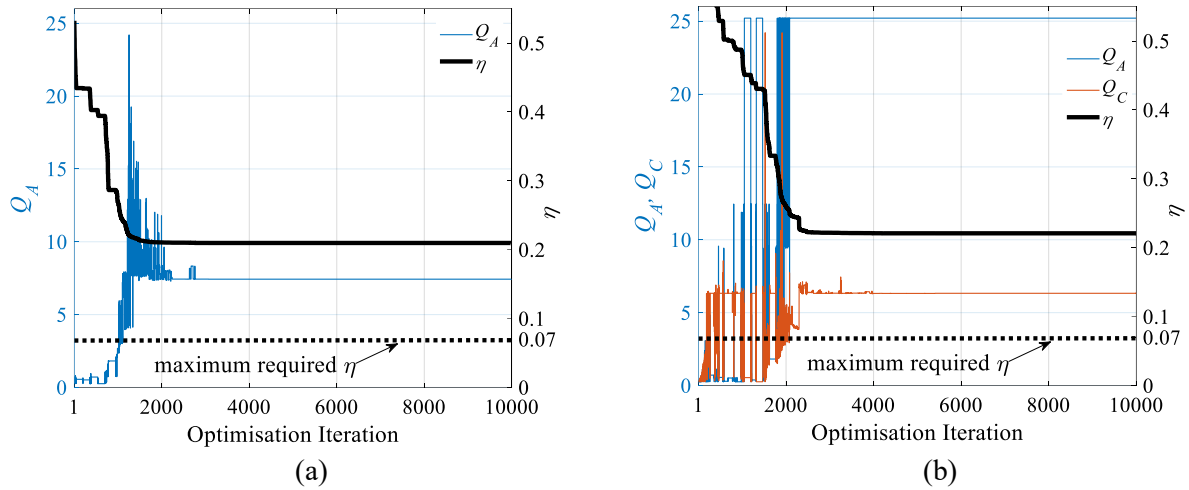 25
20
15
10
5
0
Q_A
0.5
0.4
0.3
0.2
0.1
0.07
0
η
Q_A
η
maximum required η
1 2000 4000 6000 8000 10000
Optimisation Iteration
(a)
25
20
15
10
5
0
Q_A, Q_C
0.5
0.4
0.3
0.2
0.1
0.07
0
η
Q_A
Q_C
η
maximum required η
1 2000 4000 6000 8000 10000
Optimisation Iteration
(b)